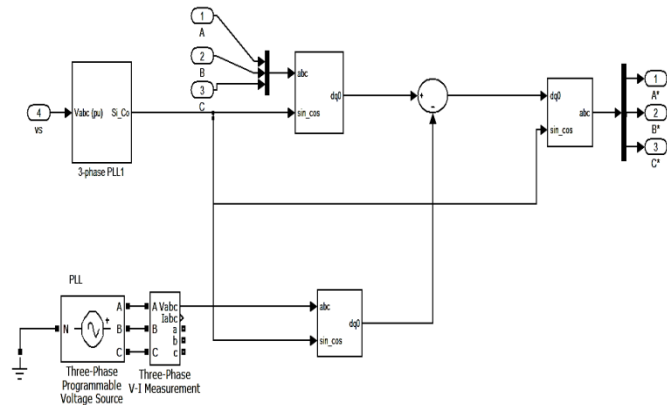 1
A
2
B
3
C
abc
dq0
sin_cos
+
-
dq0
abc
sin_cos
1
A*
2
B*
3
C*
4
vs
Vabc (pu)
Si_Co
3-phase PLL1
PLL
N
+
A
B
C
Three-Phase
Programmable
Voltage Source
A
B
C
Vabc
Iabc
a
b
c
Three-Phase
V-I Measurement
abc
dq0
sin_cos